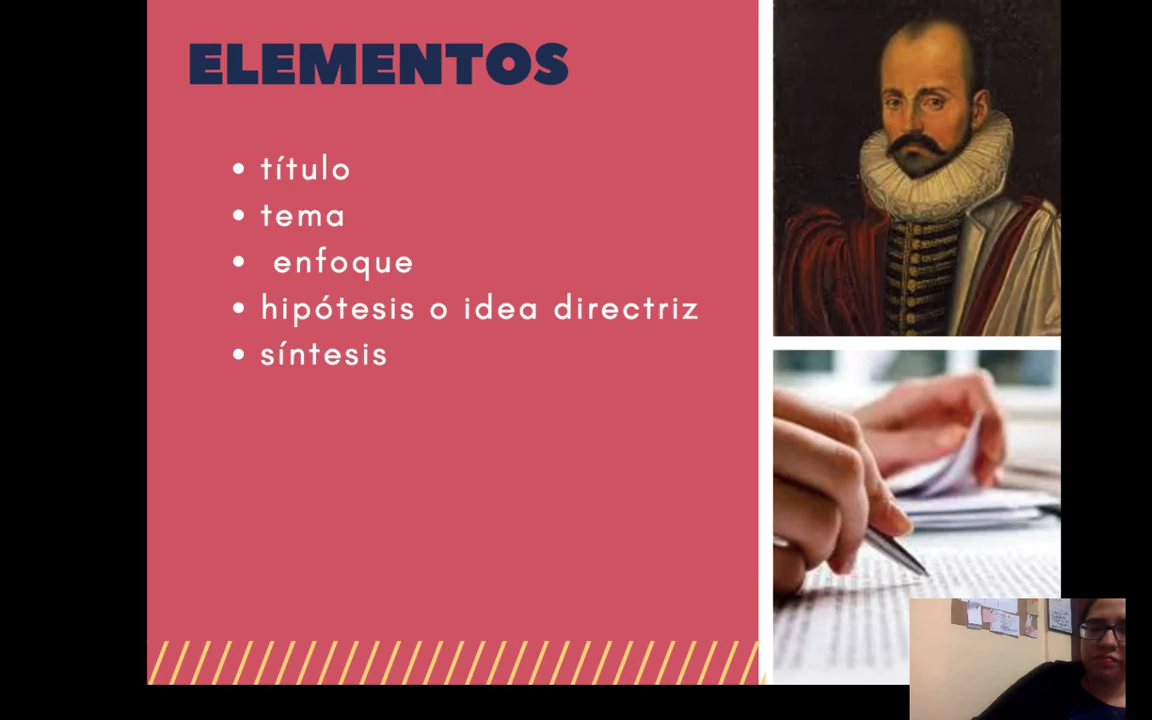 ELEMENTOS
• título
• tema
• enfoque
• hipótesis o idea directriz
• síntesis